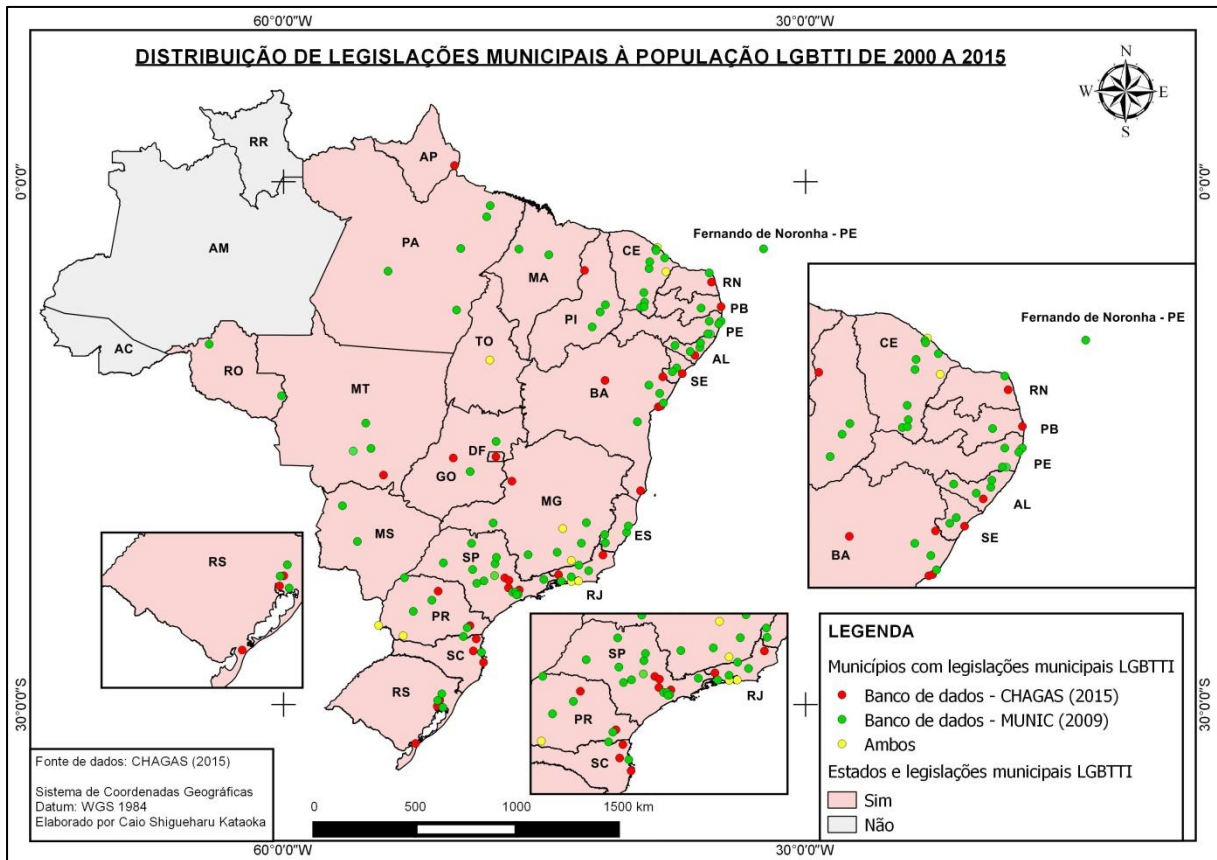 60°0'0"W
30°0'0"W
DISTRIBUIÇÃO DE LEGISLAÇÕES MUNICIPAIS À POPULAÇÃO LGBTTI DE 2000 A 2015
N
W
E
S
0°0'0"
0°0'0"
RR
AP
AM
PA
MA
CE
Fernando de Noronha - PE
RN
PB
PE
PI
AL
SE
TO
AC
RO
MT
BA
DF
GO
MG
MS
ES
SP
RJ
PR
SC
RS
30°0'0"S
30°0'0"S
Fernando de Noronha - PE
CE
RN
PB
PE
AL
SE
BA
RS
SP
RJ
PR
SC
LEGENDA
Municípios com legislações municipais LGBTTI
Banco de dados - CHAGAS (2015)
Banco de dados - MUNIC (2009)
Ambos
Estados e legislações municipais LGBTTI
Sim
Não
Fonte de dados: CHAGAS (2015)
Sistema de Coordenadas Geográficas
Datum: WGS 1984
Elaborado por Caio Shigueharu Kataoka
0 500 1000 1500 km
60°0'0"W
30°0'0"W